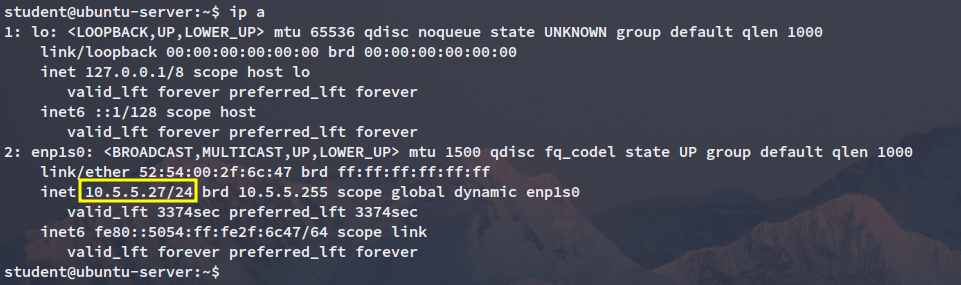 student@ubuntu-server:~$ ip a
1: lo: <LOOPBACK,UP,LOWER_UP> mtu 65536 qdisc noqueue state UNKNOWN group default qlen 1000
    link/loopback 00:00:00:00:00:00 brd 00:00:00:00:00:00
    inet 127.0.0.1/8 scope host lo
       valid_lft forever preferred_lft forever
    inet6 ::1/128 scope host
       valid_lft forever preferred_lft forever
2: enp1s0: <BROADCAST,MULTICAST,UP,LOWER_UP> mtu 1500 qdisc fq_codel state UP group default qlen 1000
    link/ether 52:54:00:2f:6c:47 brd ff:ff:ff:ff:ff:ff
    inet 10.5.5.27/24 brd 10.5.5.255 scope global dynamic enp1s0
       valid_lft 3374sec preferred_lft 3374sec
    inet6 fe80::5054:ff:fe2f:6c47/64 scope link
       valid_lft forever preferred_lft forever
student@ubuntu-server:~$